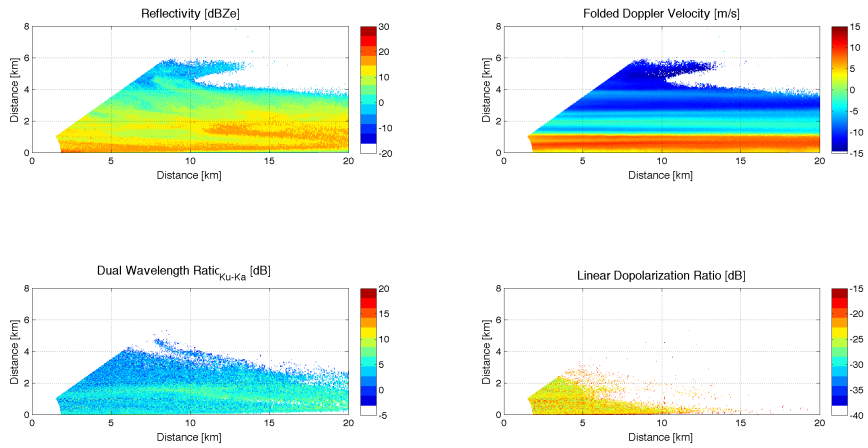 Reflectivity [dBZe]
Distance [km]
8
6
4
2
0
0 5 10 15 20
Distance [km]
30
20
10
0
-10
-20
Folded Doppler Velocity [m/s]
Distance [km]
8
6
4
2
0
0 5 10 15 20
Distance [km]
15
10
5
0
-5
-10
-15
Dual Wavelength Ratio Ku-Ka [dB]
Distance [km]
8
6
4
2
0
0 5 10 15 20
Distance [km]
20
15
10
5
0
-5
Linear Dopolarization Ratio [dB]
Distance [km]
8
6
4
2
0
0 5 10 15 20
Distance [km]
-15
-20
-25
-30
-35
-40